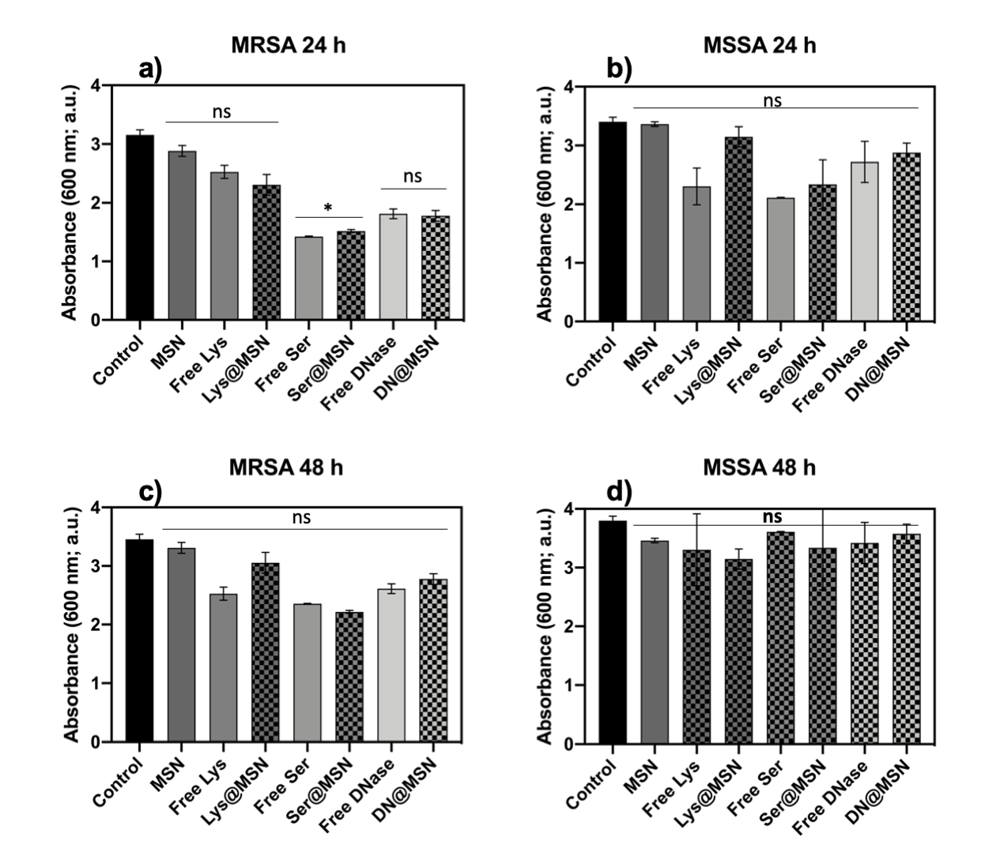 MRSA 24 h
a)
Absorbance (600 nm; a.u.)
4
3
2
1
0
ns
*
ns
Control
MSN
Free Lys
Lys@MSN
Free Ser
Ser@MSN
Free DNase
DN@MSN
MSSA 24 h
b)
Absorbance (600 nm; a.u.)
4
3
2
1
0
ns
Control
MSN
Free Lys
Lys@MSN
Free Ser
Ser@MSN
Free DNase
DN@MSN
MRSA 48 h
c)
Absorbance (600 nm; a.u.)
4
3
2
1
0
ns
Control
MSN
Free Lys
Lys@MSN
Free Ser
Ser@MSN
Free DNase
DN@MSN
MSSA 48 h
d)
Absorbance (600 nm; a.u.)
4
3
2
1
0
ns
Control
MSN
Free Lys
Lys@MSN
Free Ser
Ser@MSN
Free DNase
DN@MSN